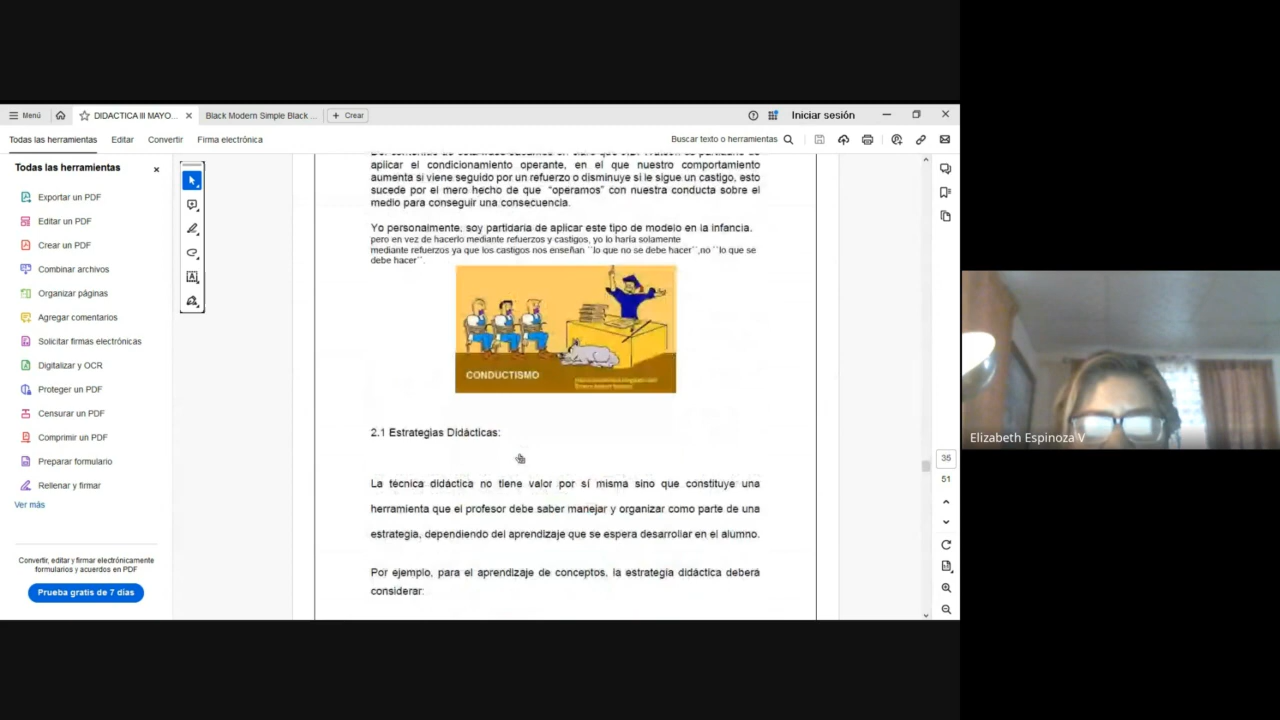 Menú
DIDACTICA III MAYO...
Black Modern Simple Black ...
+ Crear
Iniciar sesión
Todas las herramientas
Editar
Convertir
Firma electrónica
Buscar texto o herramientas
Todas las herramientas
Exportar un PDF
Editar un PDF
Crear un PDF
Combinar archivos
Organizar páginas
Agregar comentarios
Solicitar firmas electrónicas
Digitalizar y OCR
Proteger un PDF
Censurar un PDF
Comprimir un PDF
Preparar formulario
Rellenar y firmar
Ver más
Convertir, editar y firmar electrónicamente
formularios y acuerdos en PDF
Prueba gratis de 7 días
aplicar el condicionamiento operante, en el que nuestro comportamiento
aumenta si viene seguido por un refuerzo o disminuye si le sigue un castigo, esto
sucede por el mero hecho de que “operamos” con nuestra conducta sobre el
medio para conseguir una consecuencia.
Yo personalmente, soy partidaria de aplicar este tipo de modelo en la infancia.
pero en vez de hacerlo mediante refuerzos y castigos, yo lo haría solamente
mediante refuerzos ya que los castigos nos enseñan ``lo que no se debe hacer´´,no ``lo que se
debe hacer´´.
CONDUCTISMO
2.1 Estrategias Didácticas:
La técnica didáctica no tiene valor por sí misma sino que constituye una
herramienta que el profesor debe saber manejar y organizar como parte de una
estrategia, dependiendo del aprendizaje que se espera desarrollar en el alumno.
Por ejemplo, para el aprendizaje de conceptos, la estrategia didáctica deberá
considerar:
35
51
Elizabeth Espinoza V